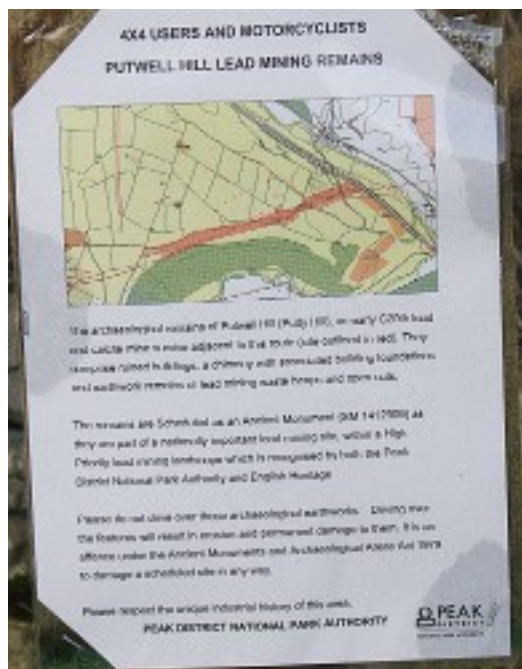 4X4 USERS AND MOTORCYCLISTS
PUTWELL HILL LEAD MINING REMAINS
The archaeological remains of Putwell Hill (Putty Hill), an early C20th lead
and calcite mine is mine adjacent to this route (site outlined in red). They
comprise ruined buildings, a chimney with associated building foundations
and earthwork remains of lead mining waste heaps and open cuts.
The remains are Scheduled as an Ancient Monument as
they are part of a nationally important lead mining site, within a High
Priority lead mining landscape which is recognised by both the Peak
District National Park Authority and English Heritage
Please do not drive over these archaeological earthworks. Driving over
the features will result in erosion and permanent damage to them. It is an
offence under the Ancient Monuments and Archaeological Areas Act 1979
to damage a scheduled site in any way.
Please respect the unique industrial history of this area.
PEAK DISTRICT NATIONAL PARK AUTHORITY
PEAK
DISTRICT